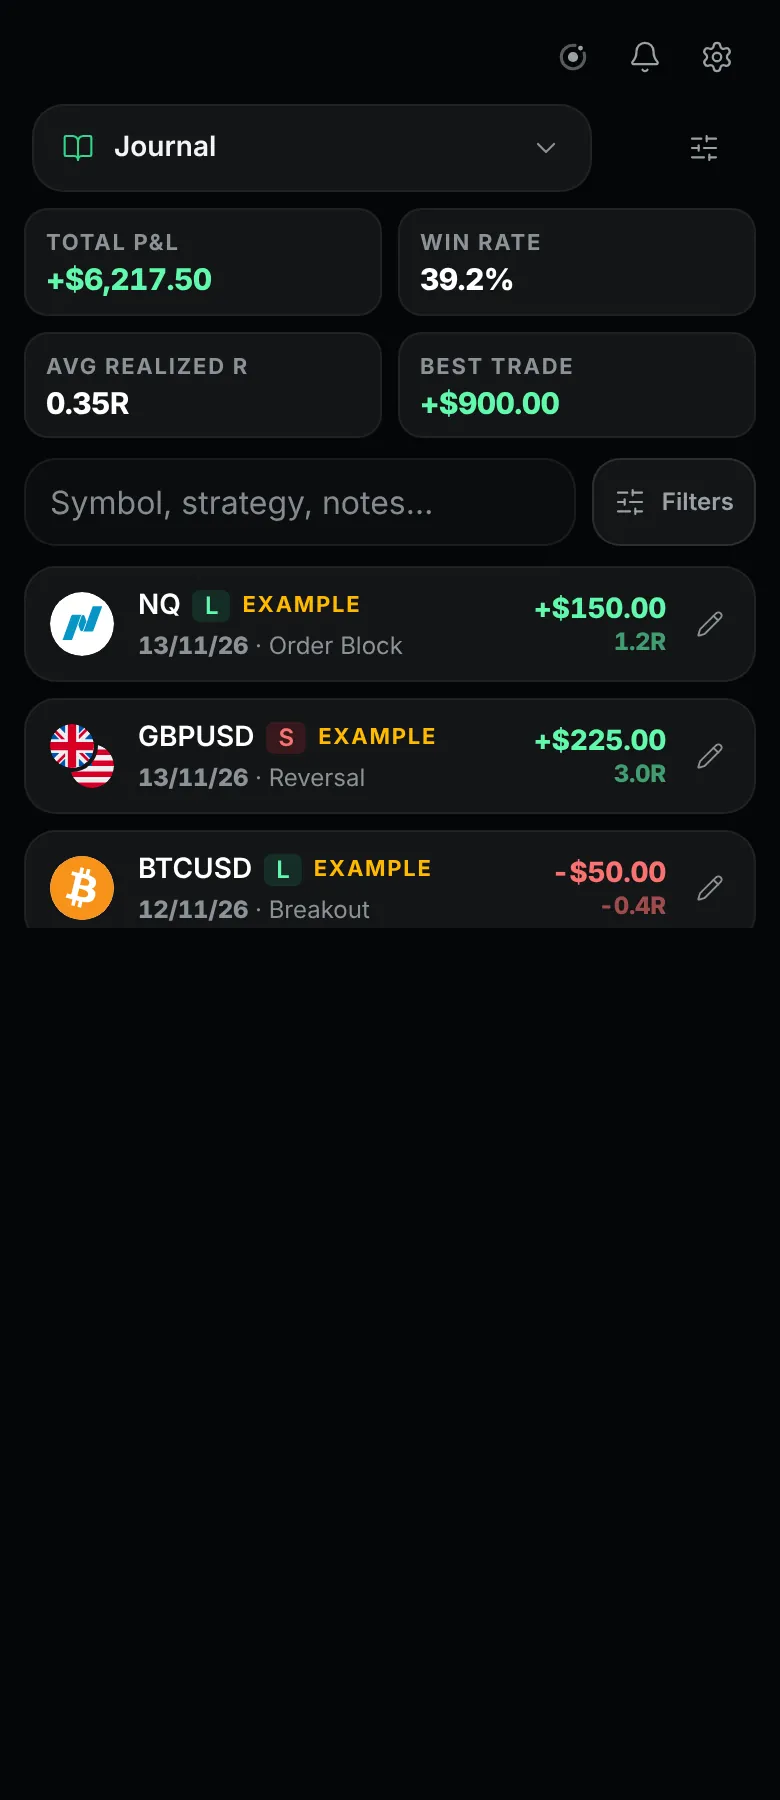 Journal
TOTAL P&L
+$6,217.50
WIN RATE
39.2%
AVG REALIZED R
0.35R
BEST TRADE
+$900.00
Symbol, strategy, notes...
Filters
NQ L EXAMPLE
+$150.00
13/11/26 · Order Block
1.2R
GBPUSD S EXAMPLE
+$225.00
13/11/26 · Reversal
3.0R
BTCUSD L EXAMPLE
-$50.00
12/11/26 · Breakout
-0.4R